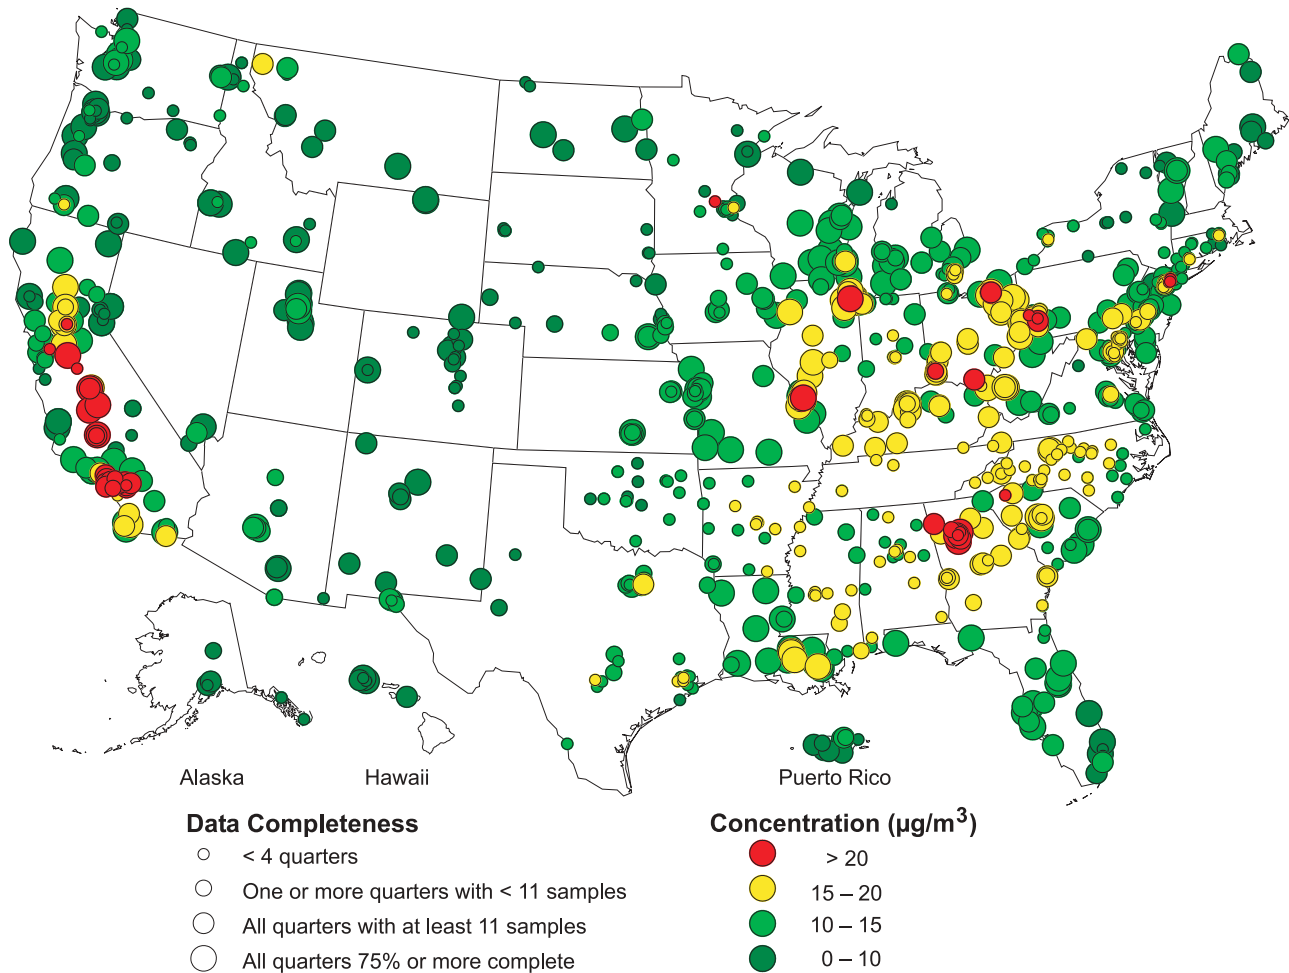 Alaska
Hawaii
Puerto Rico
Data Completeness
< 4 quarters
One or more quarters with < 11 samples
All quarters with at least 11 samples
All quarters 75% or more complete
Concentration (µg/m³)
> 20
15 – 20
10 – 15
0 – 10